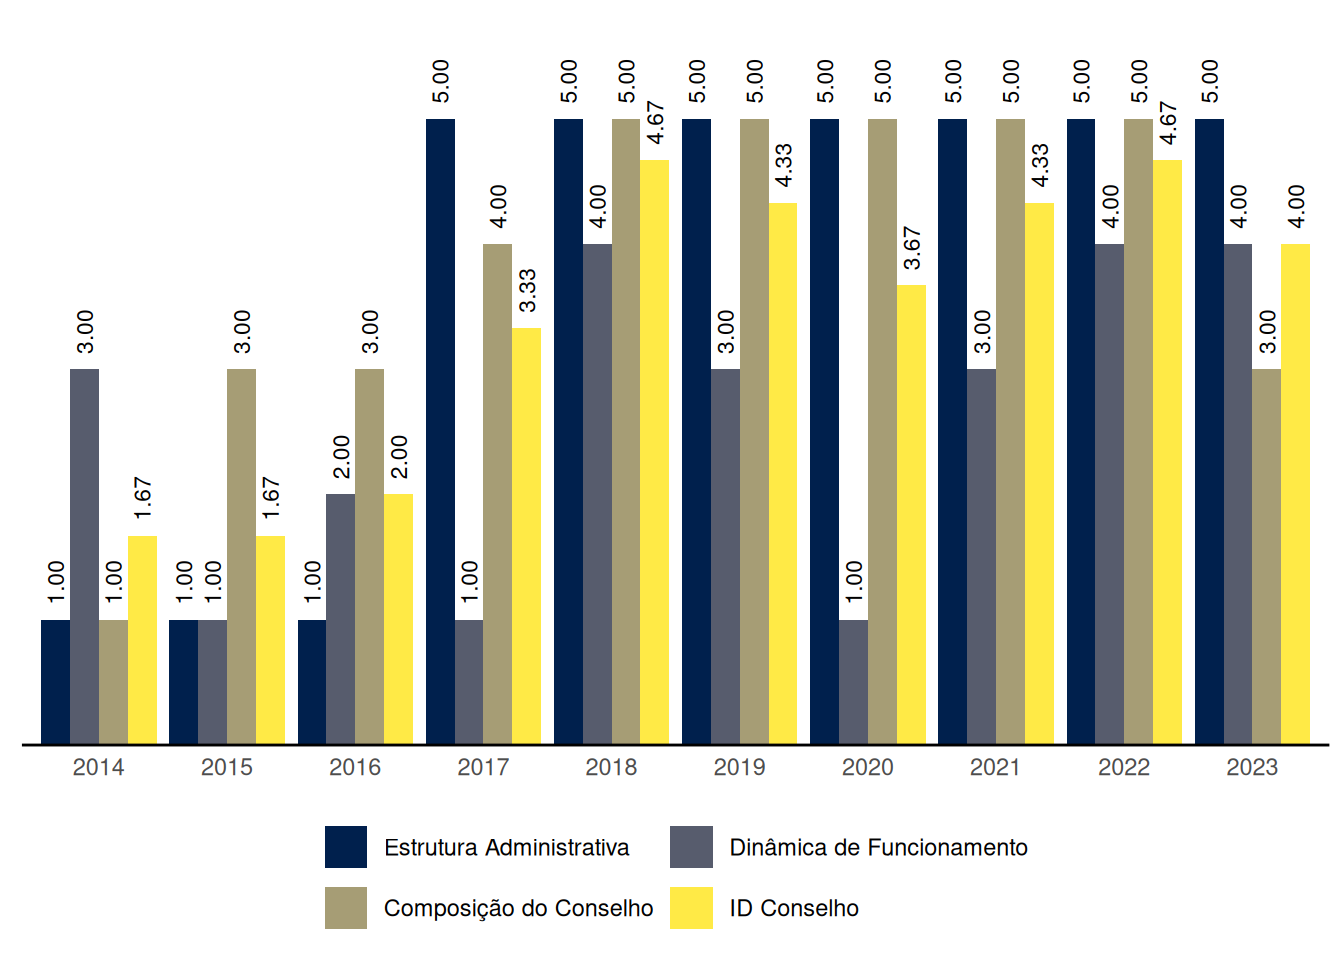 1.00 3.00 1.00 1.67
1.00 1.00 3.00 1.67
1.00 2.00 3.00 2.00
5.00 1.00 4.00 3.33
5.00 4.00 5.00 4.67
5.00 3.00 5.00 4.33
5.00 1.00 5.00 3.67
5.00 3.00 5.00 4.33
5.00 4.00 5.00 4.67
5.00 4.00 3.00 4.00
2014 2015 2016 2017 2018 2019 2020 2021 2022 2023
Estrutura Administrativa Dinâmica de Funcionamento
Composição do Conselho ID Conselho